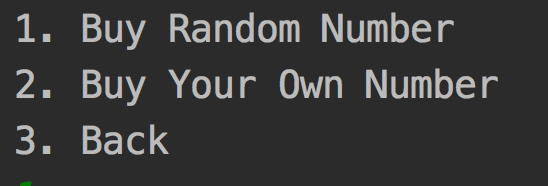 1. Buy Random Number
2. Buy Your Own Number
3. Back